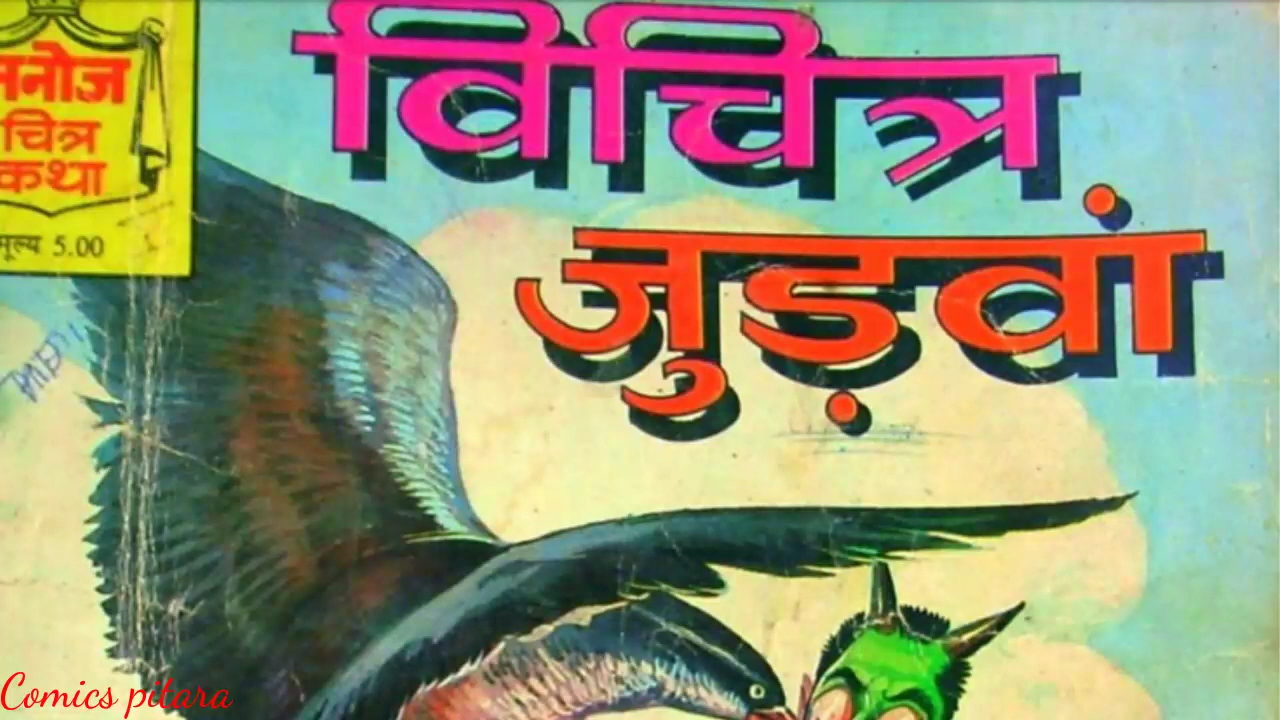 मनोज
चित्र
कथा
मूल्य 5.00
विचित्र
जुड़वां
Comics pitara